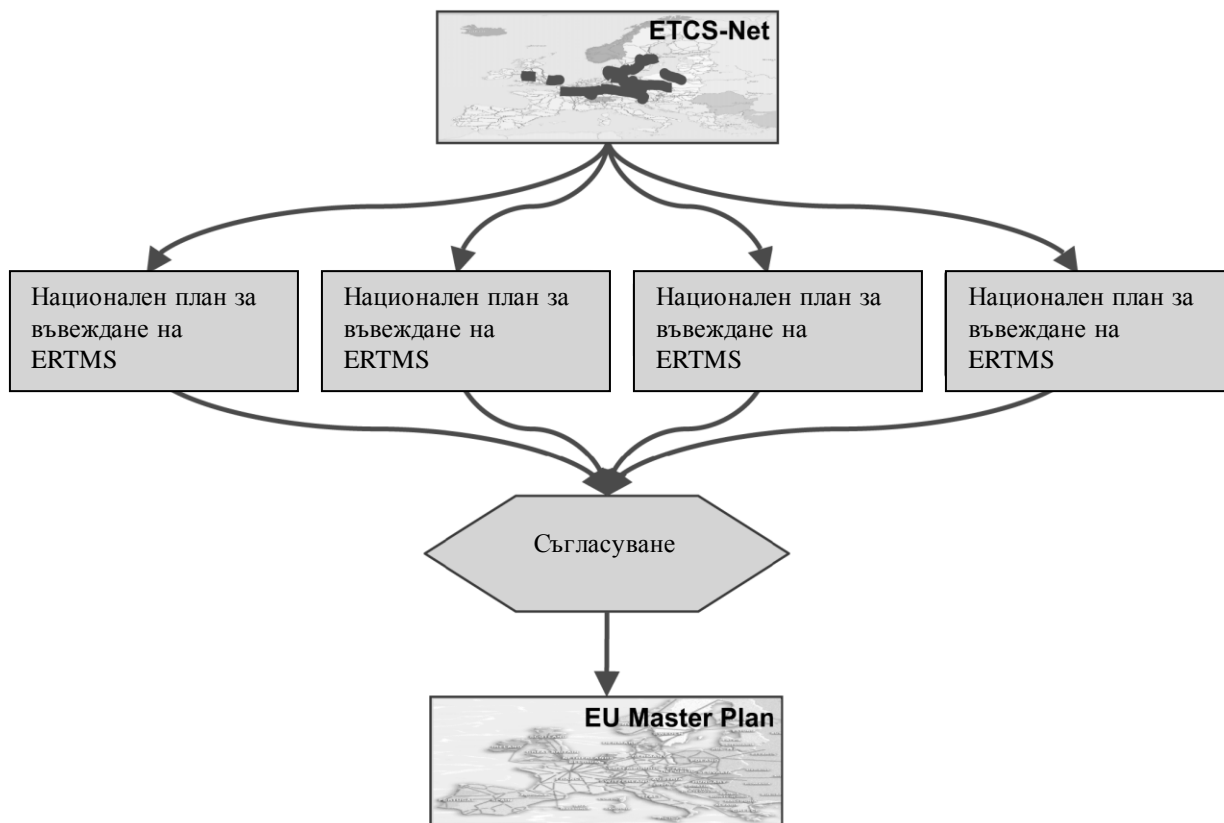 ETCS-Net
Национален план за
въвеждане на
ERTMS
Национален план за
въвеждане на
ERTMS
Национален план за
въвеждане на
ERTMS
Национален план за
въвеждане на
ERTMS
Съгласуване
EU Master Plan